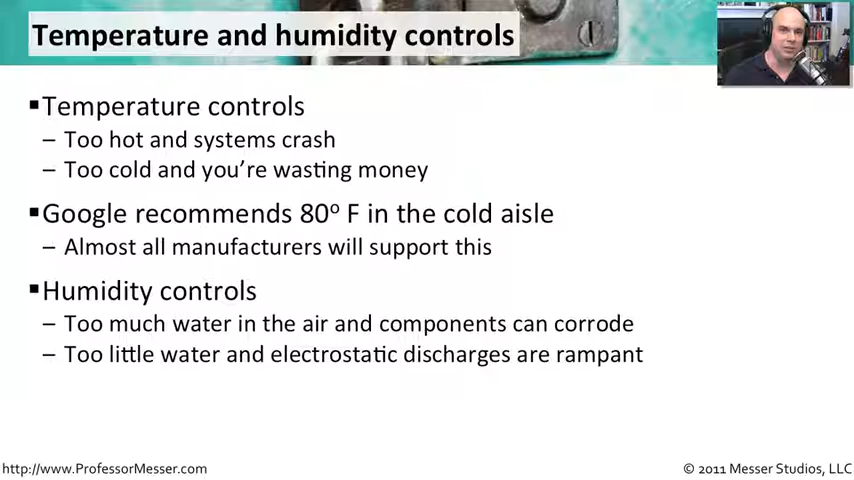 Temperature and humidity controls
▪Temperature controls
– Too hot and systems crash
– Too cold and you're wasting money
▪Google recommends 80º F in the cold aisle
– Almost all manufacturers will support this
▪Humidity controls
– Too much water in the air and components can corrode
– Too little water and electrostatic discharges are rampant
http://www.ProfessorMesser.com
© 2011 Messer Studios, LLC